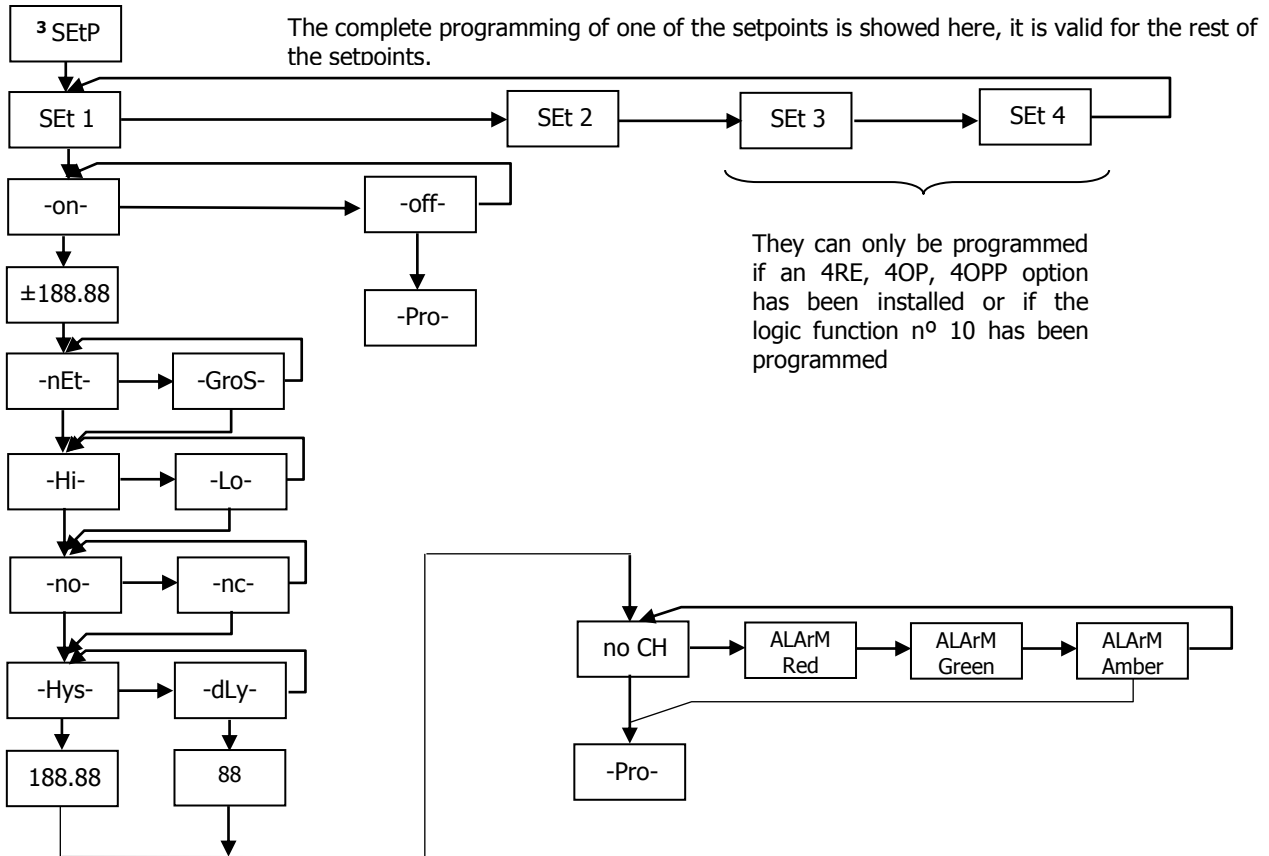 ³ SEtP
The complete programming of one of the setpoints is showed here, it is valid for the rest of
the setpoints.
SEt 1
SEt 2
SEt 3
SEt 4
-on-
-off-
±188.88
-Pro-
They can only be programmed
if an 4RE, 4OP, 4OPP option
has been installed or if the
logic function nº 10 has been
programmed
-nEt-
-GroS-
-Hi-
-Lo-
-no-
-nc-
no CH
ALArM
Red
ALArM
Green
ALArM
Amber
-Hys-
-dLy-
188.88
88
-Pro-